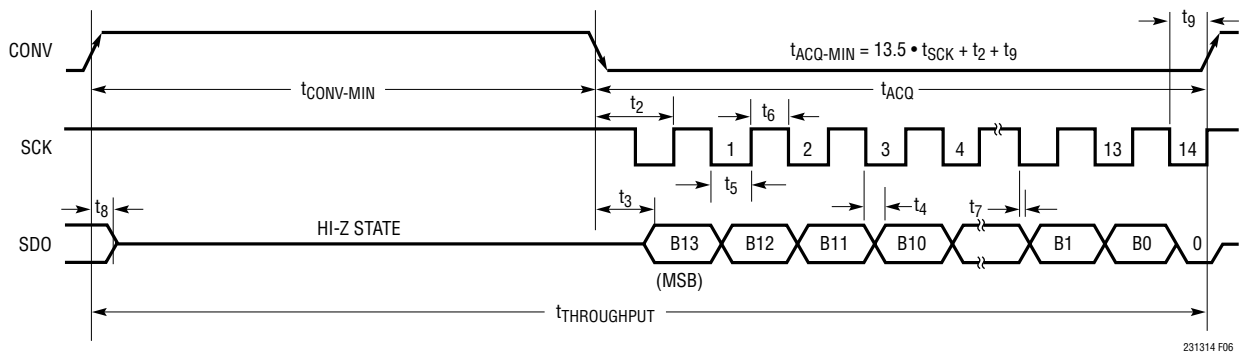 CONV
tCONV-MIN
tACQ-MIN = 13.5 • tSCK + t2 + t9
t9
tACQ
t2
t6
SCK
1
2
3
4
13
14
t5
t3
t4
t7
t8
SDO
HI-Z STATE
B13
B12
B11
B10
B1
B0
0
(MSB)
tTHROUGHPUT
231314 F06